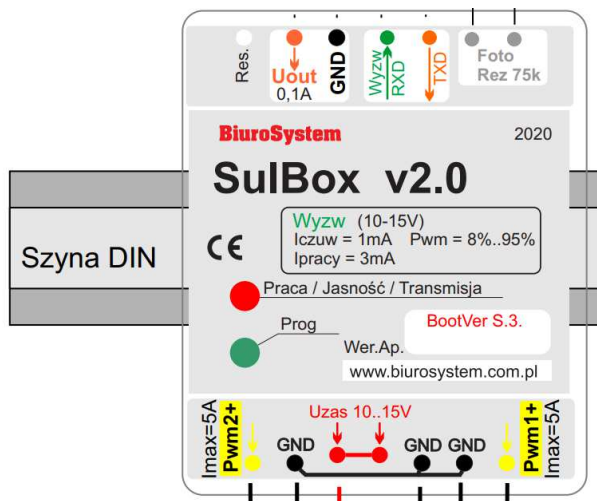 Res.
Uout
0,1A
GND
Wyzw
RXD
TXD
Foto
Rez 75k
BiuroSystem 2020
SulBox v2.0
Wyzw (10-15V)
Iczuw = 1mA Pwm = 8%..95%
Ipracy = 3mA
CE
Szyna DIN
Praca / Jasność / Transmisja
Prog
BootVer S.3.
Wer.Ap.
www.biurosystem.com.pl
Imax=5A
Pwm2+
Uzas 10..15V
GND
GND GND
Pwm1+
Imax=5A